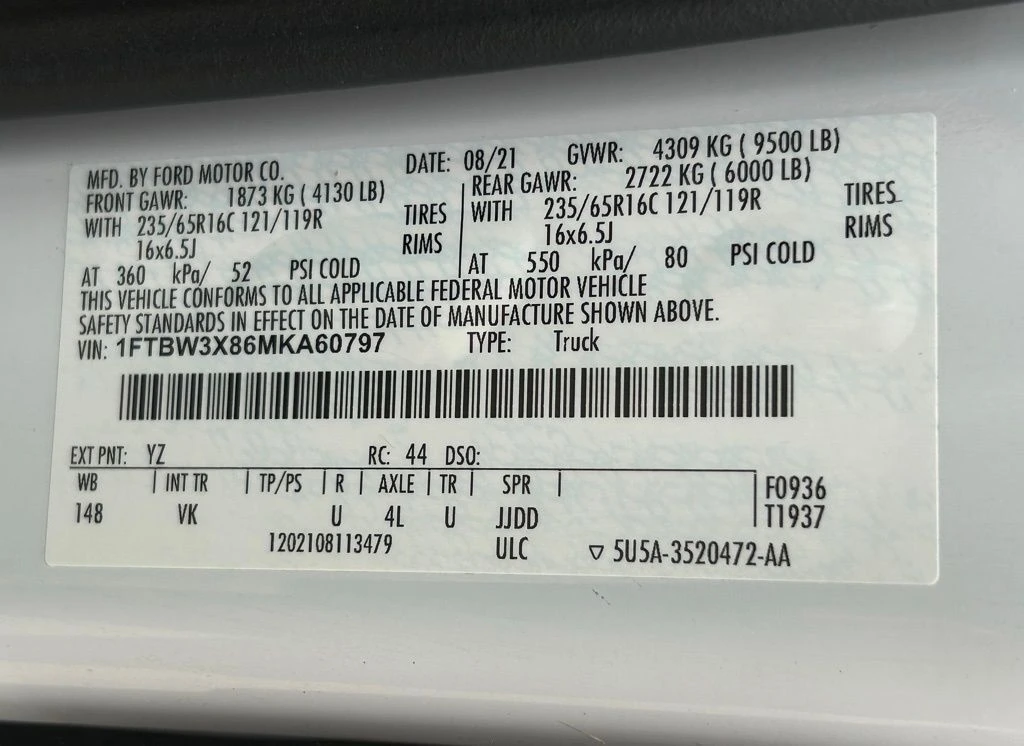 MFD. BY FORD MOTOR CO. DATE: 08/21 GVWR: 4309 KG ( 9500 LB)
FRONT GAWR: 1873 KG ( 4130 LB) REAR GAWR: 2722 KG ( 6000 LB)
WITH 235/65R16C 121/119R TIRES WITH 235/65R16C 121/119R TIRES
16x6.5J RIMS 16x6.5J RIMS
AT 360 kPa/ 52 PSI COLD AT 550 kPa/ 80 PSI COLD
THIS VEHICLE CONFORMS TO ALL APPLICABLE FEDERAL MOTOR VEHICLE
SAFETY STANDARDS IN EFFECT ON THE DATE OF MANUFACTURE SHOWN ABOVE.
VIN: 1FTBW3X86MKA60797 TYPE: Truck
EXT PNT: YZ RC: 44 DSO:
WB INT TR TP/PS R AXLE TR SPR F0936
148 VK U 4L U JJDD T1937
1202108113479 ULC ▽ 5U5A-3520472-AA